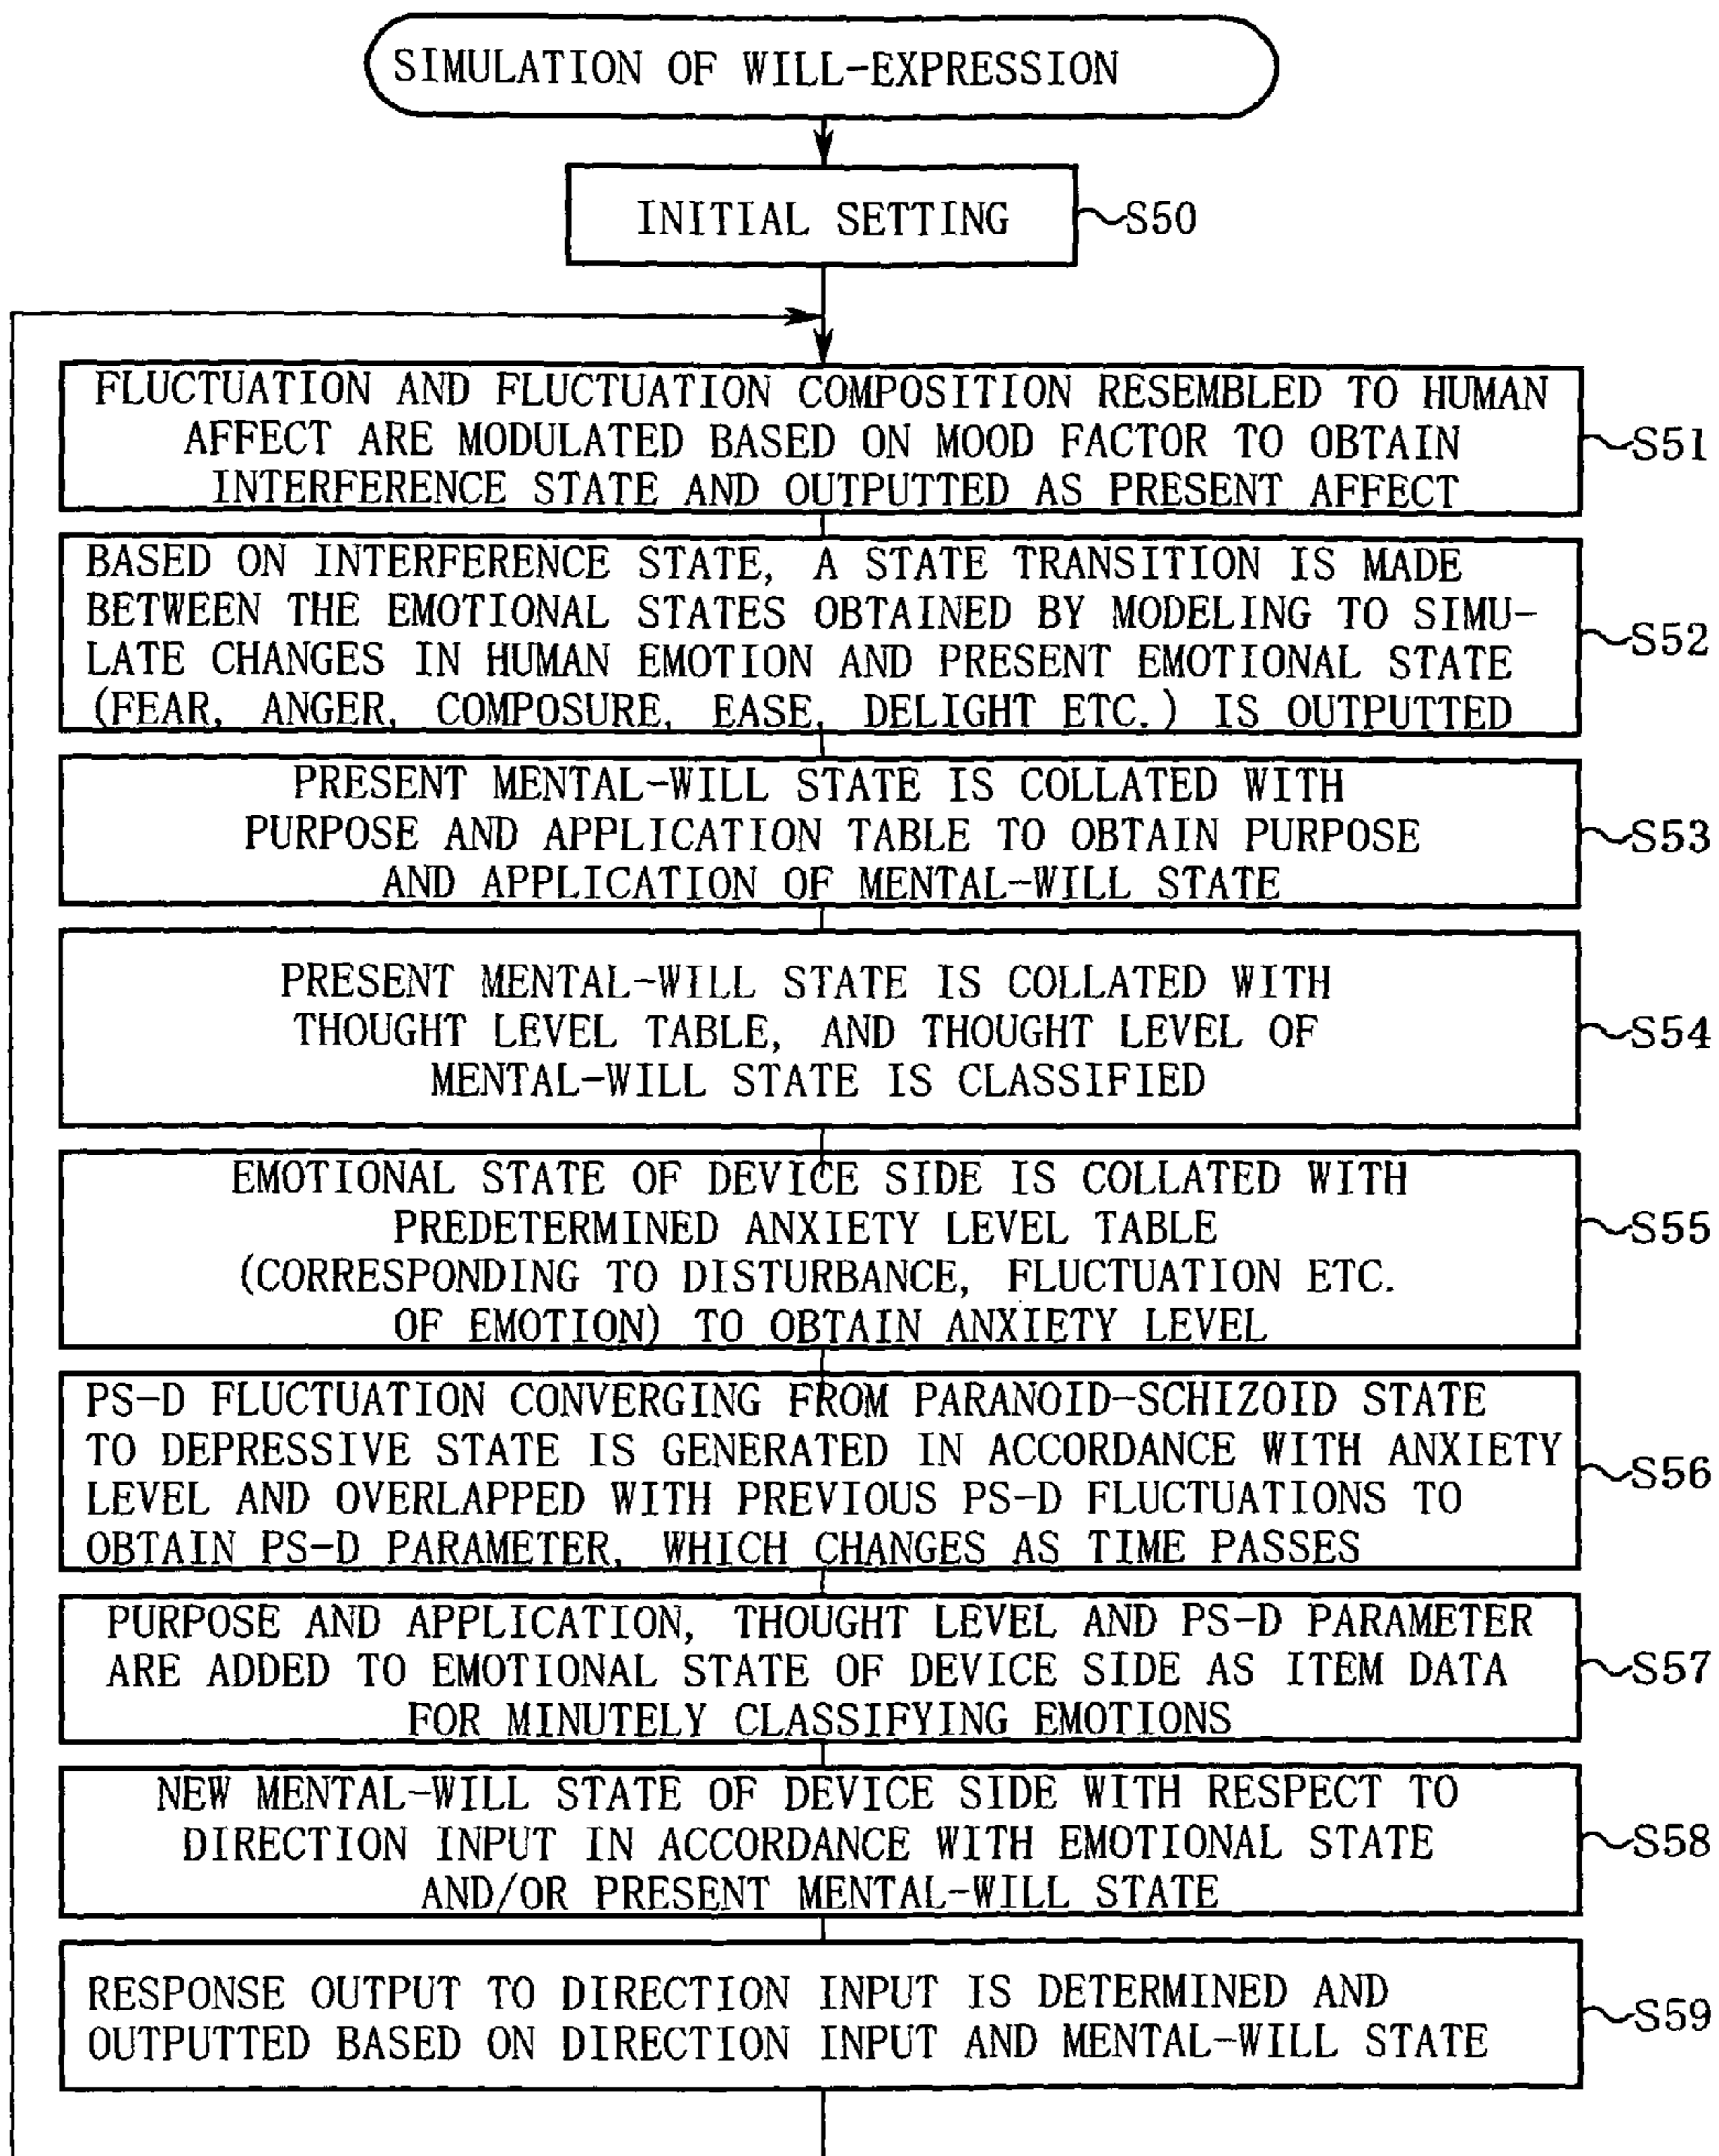 SIMULATION OF WILL-EXPRESSION
INITIAL SETTING
S50
FLUCTUATION AND FLUCTUATION COMPOSITION RESEMBLED TO HUMAN
AFFECT ARE MODULATED BASED ON MOOD FACTOR TO OBTAIN
INTERFERENCE STATE AND OUTPUTTED AS PRESENT AFFECT
S51
BASED ON INTERFERENCE STATE, A STATE TRANSITION IS MADE
BETWEEN THE EMOTIONAL STATES OBTAINED BY MODELING TO SIMU-
LATE CHANGES IN HUMAN EMOTION AND PRESENT EMOTIONAL STATE
(FEAR, ANGER, COMPOSURE, EASE, DELIGHT ETC.) IS OUTPUTTED
S52
PRESENT MENTAL-WILL STATE IS COLLATED WITH
PURPOSE AND APPLICATION TABLE TO OBTAIN PURPOSE
AND APPLICATION OF MENTAL-WILL STATE
S53
PRESENT MENTAL-WILL STATE IS COLLATED WITH
THOUGHT LEVEL TABLE, AND THOUGHT LEVEL OF
MENTAL-WILL STATE IS CLASSIFIED
S54
EMOTIONAL STATE OF DEVICE SIDE IS COLLATED WITH
PREDETERMINED ANXIETY LEVEL TABLE
(CORRESPONDING TO DISTURBANCE, FLUCTUATION ETC.
OF EMOTION) TO OBTAIN ANXIETY LEVEL
S55
PS-D FLUCTUATION CONVERGING FROM PARANOID-SCHIZOID STATE
TO DEPRESSIVE STATE IS GENERATED IN ACCORDANCE WITH ANXIETY
LEVEL AND OVERLAPPED WITH PREVIOUS PS-D FLUCTUATIONS TO
OBTAIN PS-D PARAMETER, WHICH CHANGES AS TIME PASSES
S56
PURPOSE AND APPLICATION, THOUGHT LEVEL AND PS-D PARAMETER
ARE ADDED TO EMOTIONAL STATE OF DEVICE SIDE AS ITEM DATA
FOR MINUTELY CLASSIFYING EMOTIONS
S57
NEW MENTAL-WILL STATE OF DEVICE SIDE WITH RESPECT TO
DIRECTION INPUT IN ACCORDANCE WITH EMOTIONAL STATE
AND/OR PRESENT MENTAL-WILL STATE
S58
RESPONSE OUTPUT TO DIRECTION INPUT IS DETERMINED AND
OUTPUTTED BASED ON DIRECTION INPUT AND MENTAL-WILL STATE
S59